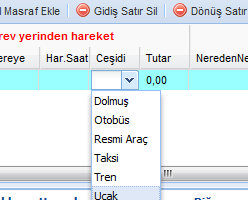 Masraf Ekle Gidiş Satır Sil Dönüş Satır
rev yerinden hareket
ereye Har.Saat Çeşidi Tutar NeredenNe
0,00
Dolmuş
Otobüs
Resmi Araç
Taksi
Tren
Uçak